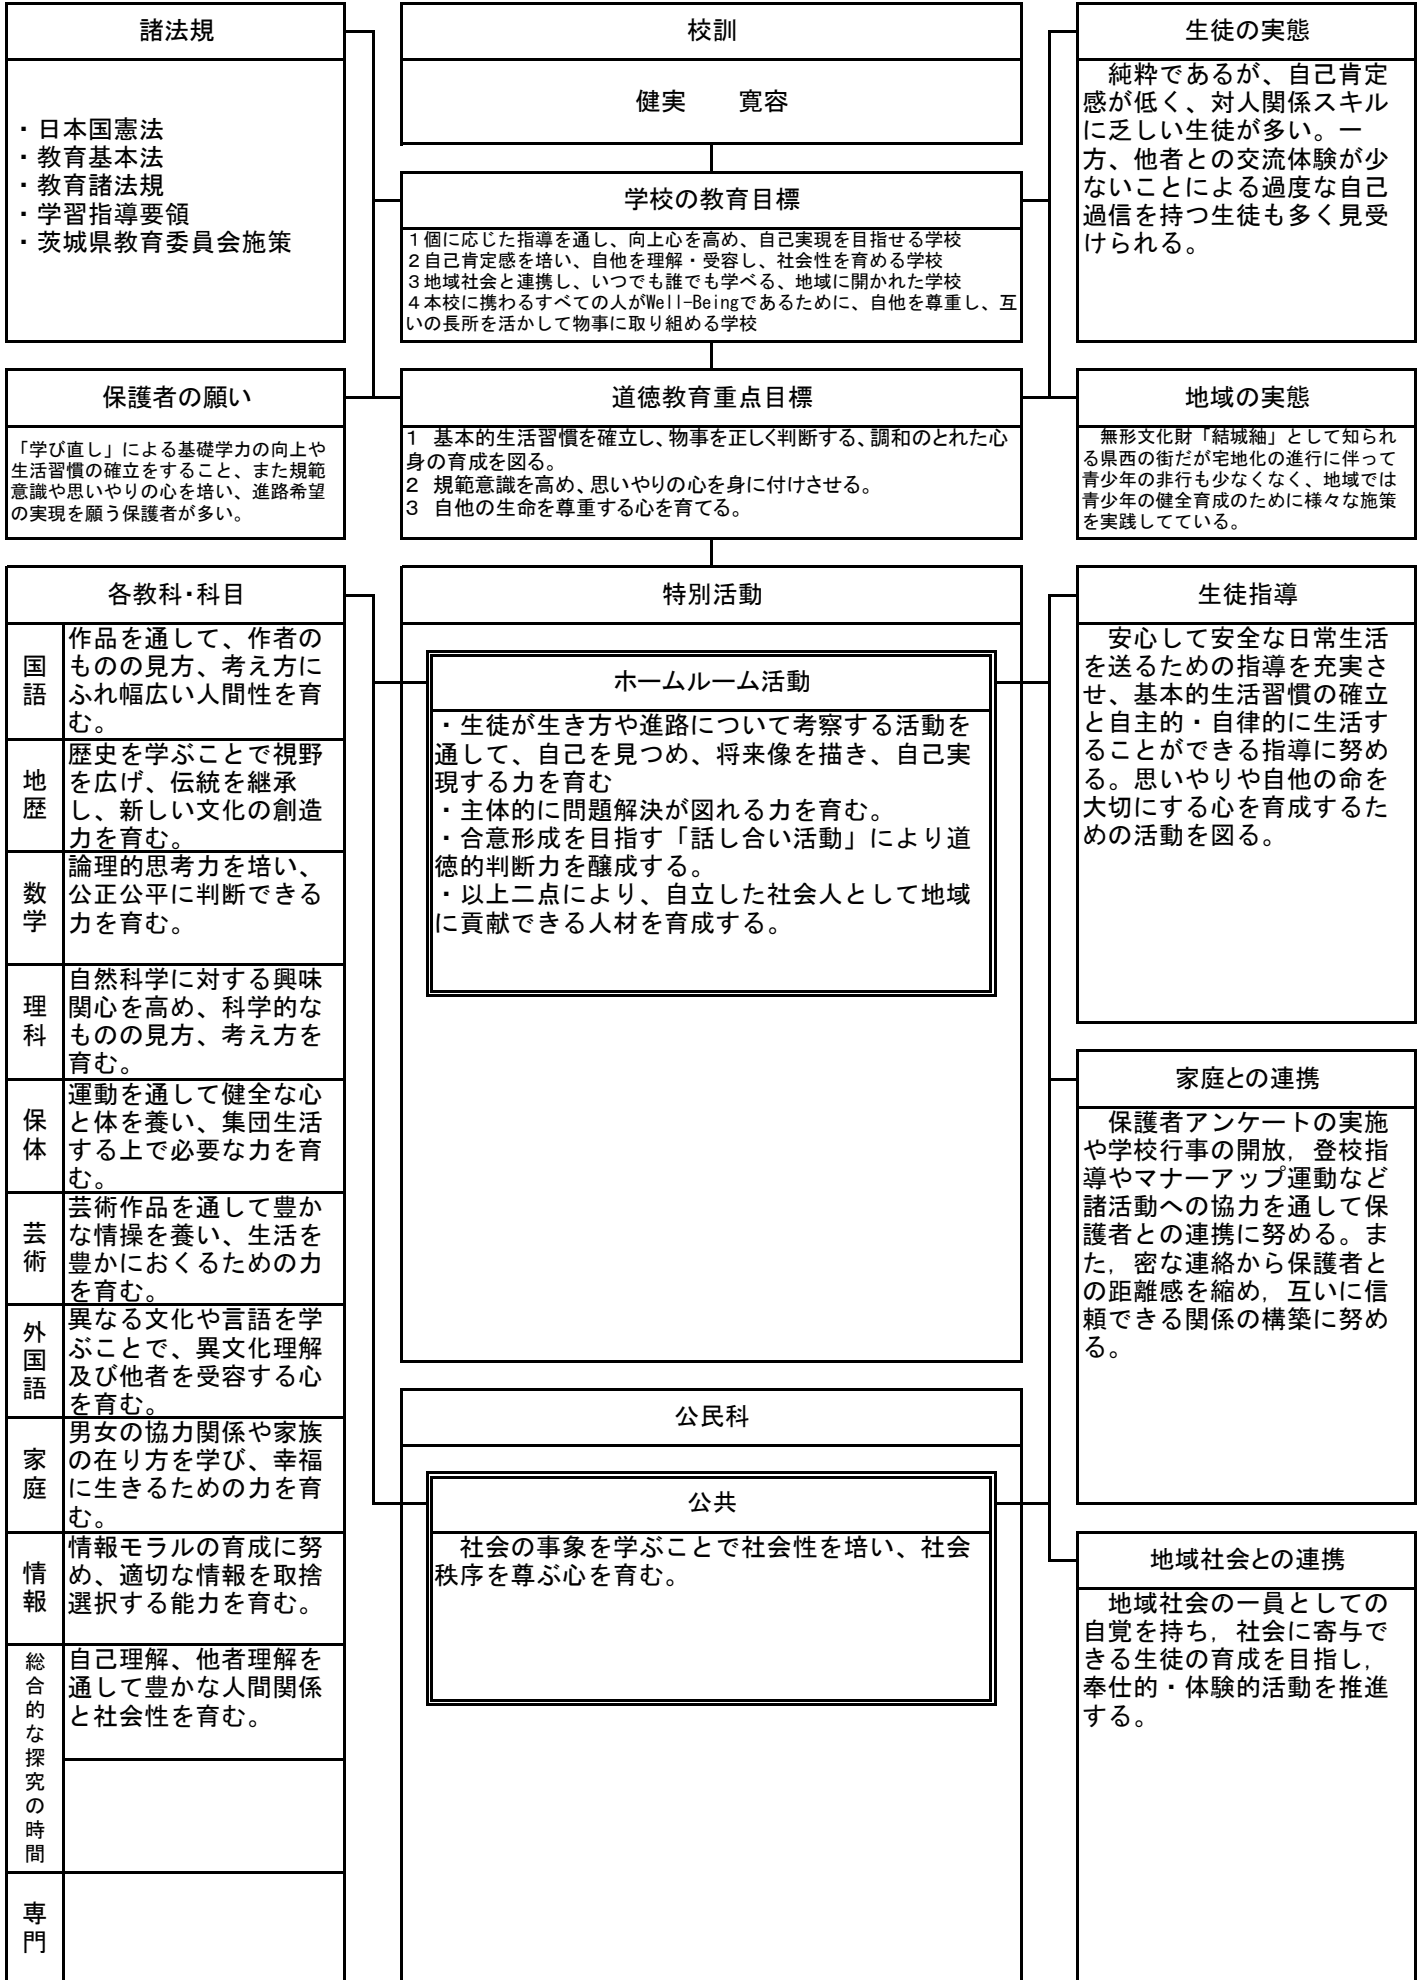 諸法規
・日本国憲法
・教育基本法
・教育諸法規
・学習指導要領
・茨城県教育委員会施策
校訓
健実　　寛容
生徒の実態
　純粋であるが、自己肯定
感が低く、対人関係スキル
に乏しい生徒が多い。一
方、他者との交流体験が少
ないことによる過度な自己
過信を持つ生徒も多く見受
けられる。
学校の教育目標
１個に応じた指導を通し、向上心を高め、自己実現を目指せる学校
２自己肯定感を培い、自他を理解・受容し、社会性を育める学校
３地域社会と連携し、いつでも誰でも学べる、地域に開かれた学校
４本校に携わるすべての人がWell-Beingであるために、自他を尊重し、互
いの長所を活かして物事に取り組める学校
保護者の願い
「学び直し」による基礎学力の向上や
生活習慣の確立をすること、また規範
意識や思いやりの心を培い、進路希望
の実現を願う保護者が多い。
道徳教育重点目標
1　基本的生活習慣を確立し、物事を正しく判断する、調和のとれた心
身の育成を図る。
2　規範意識を高め、思いやりの心を身に付けさせる。
3　自他の生命を尊重する心を育てる。
地域の実態
　無形文化財「結城紬」として知られ
る県西の街だが宅地化の進行に伴って
青少年の非行も少なくなく、地域では
青少年の健全育成のために様々な施策
を実践してている。
各教科・科目
国語
作品を通して、作者の
ものの見方、考え方に
ふれ幅広い人間性を育
む。
地歴
歴史を学ぶことで視野
を広げ、伝統を継承
し、新しい文化の創造
力を育む。
数学
論理的思考力を培い、
公正公平に判断できる
力を育む。
理科
自然科学に対する興味
関心を高め、科学的な
ものの見方、考え方を
育む。
保体
運動を通して健全な心
と体を養い、集団生活
する上で必要な力を育
む。
芸術
芸術作品を通して豊か
な情操を養い、生活を
豊かにおくるための力
を育む。
外国語
異なる文化や言語を学
ぶことで、異文化理解
及び他者を受容する心
を育む。
家庭
男女の協力関係や家族
の在り方を学び、幸福
に生きるための力を育
む。
情報
情報モラルの育成に努
め、適切な情報を取捨
選択する能力を育む。
総合的な探究の時間
自己理解、他者理解を
通して豊かな人間関係
と社会性を育む。
専門
特別活動
ホームルーム活動
・生徒が生き方や進路について考察する活動を
通して、自己を見つめ、将来像を描き、自己実
現する力を育む
・主体的に問題解決が図れる力を育む。
・合意形成を目指す「話し合い活動」により道
徳的判断力を醸成する。
・以上二点により、自立した社会人として地域
に貢献できる人材を育成する。
公民科
公共
　社会の事象を学ぶことで社会性を培い、社会
秩序を尊ぶ心を育む。
生徒指導
　安心して安全な日常生活
を送るための指導を充実さ
せ、基本的生活習慣の確立
と自主的・自律的に生活す
ることができる指導に努め
る。思いやりや自他の命を
大切にする心を育成するた
めの活動を図る。
家庭との連携
　保護者アンケートの実施
や学校行事の開放，登校指
導やマナーアップ運動など
諸活動への協力を通して保
護者との連携に努める。ま
た，密な連絡から保護者と
の距離感を縮め，互いに信
頼できる関係の構築に努め
る。
地域社会との連携
　地域社会の一員としての
自覚を持ち，社会に寄与で
きる生徒の育成を目指し，
奉仕的・体験的活動を推進
する。